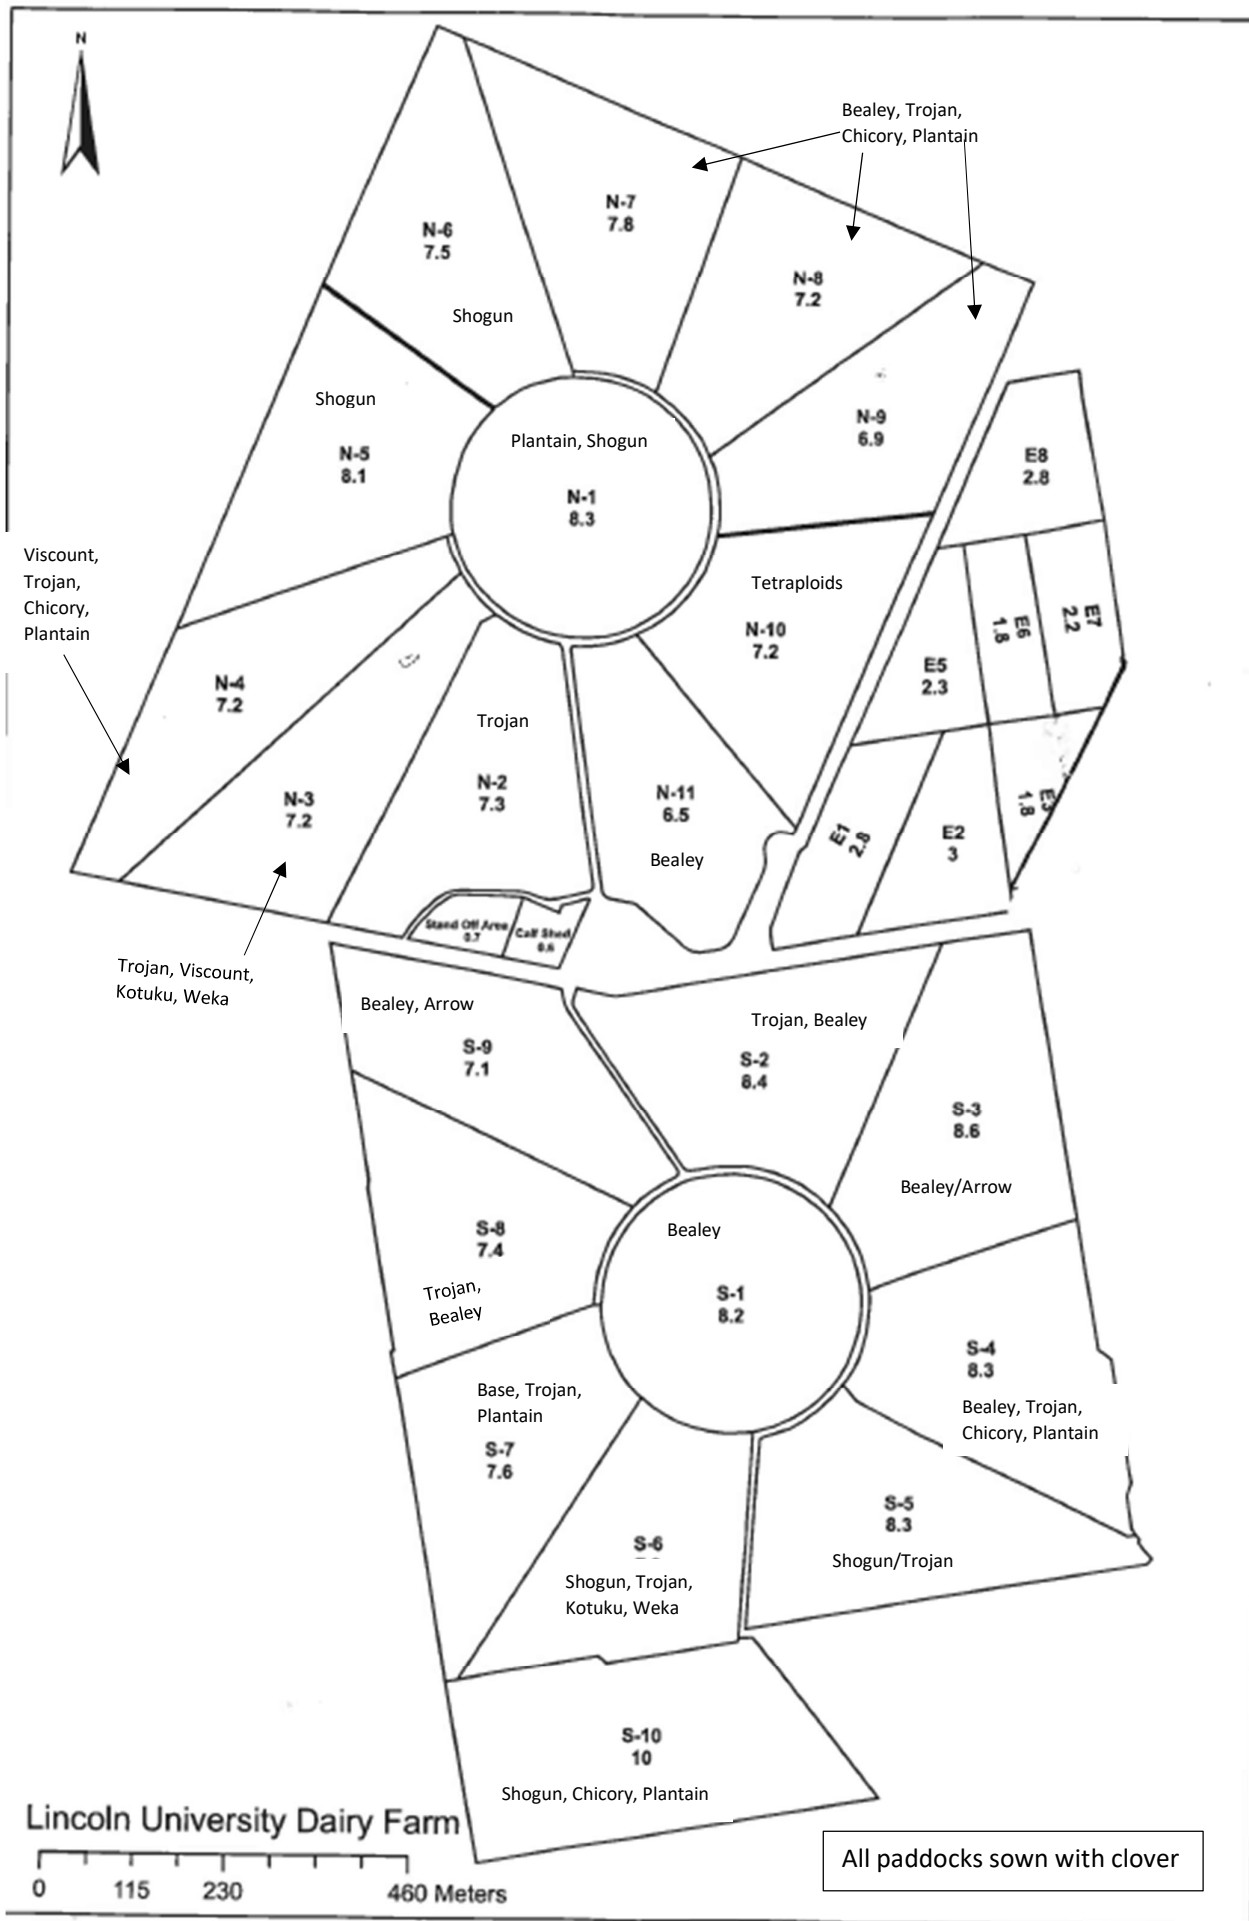 N
Bealey, Trojan,
Chicory, Plantain
N-7
7.8
N-6
7.5
N-8
7.2
Shogun
Shogun
N-9
6.9
Plantain, Shogun
N-5
8.1
E8
2.8
N-1
8.3
Viscount,
Trojan,
Chicory,
Plantain
Tetraploids
N-10
7.2
E6
1.8
E7
2.2
E5
2.3
N-4
7.2
Trojan
N-2
7.3
N-3
7.2
N-11
6.5
Bealey
E1
2.8
E2
3
E3
1.8
Stand Off Area
0.7
Calf Shed
0.6
Trojan, Viscount,
Kotuku, Weka
Bealey, Arrow
S-9
7.1
Trojan, Bealey
S-2
8.4
S-3
8.6
Bealey/Arrow
S-8
7.4
Trojan,
Bealey
Bealey
S-1
8.2
S-4
8.3
Bealey, Trojan,
Chicory, Plantain
Base, Trojan,
Plantain
S-7
7.6
S-5
8.3
Shogun/Trojan
S-6
Shogun, Trojan,
Kotuku, Weka
S-10
10
Shogun, Chicory, Plantain
Lincoln University Dairy Farm
0 115 230 460 Meters
All paddocks sown with clover